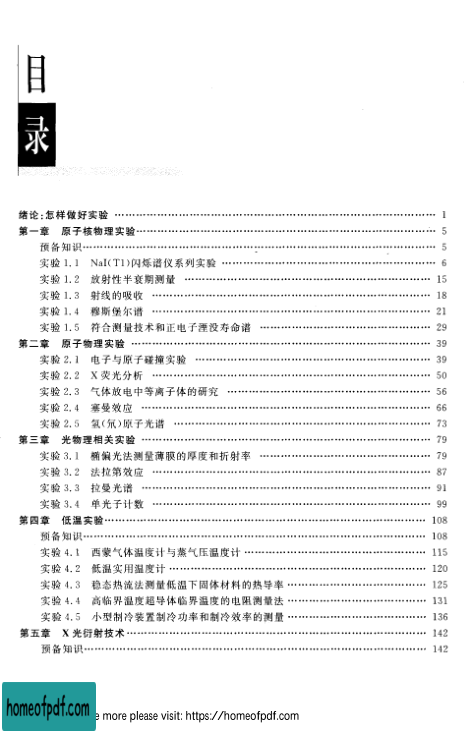 目
录
绪论:怎样做好实验 …… 1
第一章 原子核物理实验…… 5
预备知识…… 5
实验 1.1 NaI(Tl)闪烁谱仪系列实验 …… 6
实验 1.2 放射性半衰期测量 …… 15
实验 1.3 射线的吸收 …… 18
实验 1.4 穆斯堡尔谱 …… 21
实验 1.5 符合测量技术和正电子湮没寿命谱 …… 29
第二章 原子物理实验 …… 39
实验 2.1 电子与原子碰撞实验 …… 39
实验 2.2 X荧光分析 …… 50
实验 2.3 气体放电中等离子体的研究 …… 56
实验 2.4 塞曼效应 …… 66
实验 2.5 氢(氘)原子光谱 …… 73
第三章 光物理相关实验 …… 79
实验 3.1 椭偏光法测量薄膜的厚度和折射率 …… 79
实验 3.2 法拉第效应 …… 87
实验 3.3 拉曼光谱 …… 91
实验 3.4 单光子计数 …… 99
第四章 低温实验…… 108
预备知识…… 108
实验 4.1 西蒙气体温度计与蒸气压温度计…… 115
实验 4.2 低温实用温度计…… 120
实验 4.3 稳态热流法测量低温下固体材料的热导率…… 125
实验 4.4 高临界温度超导体临界温度的电阻测量法…… 131
实验 4.5 小型制冷装置制冷功率和制冷效率的测量…… 136
第五章 X光衍射技术…… 142
预备知识…… 142
homeofpdf.com
e more please visit: https://homeofpdf.com